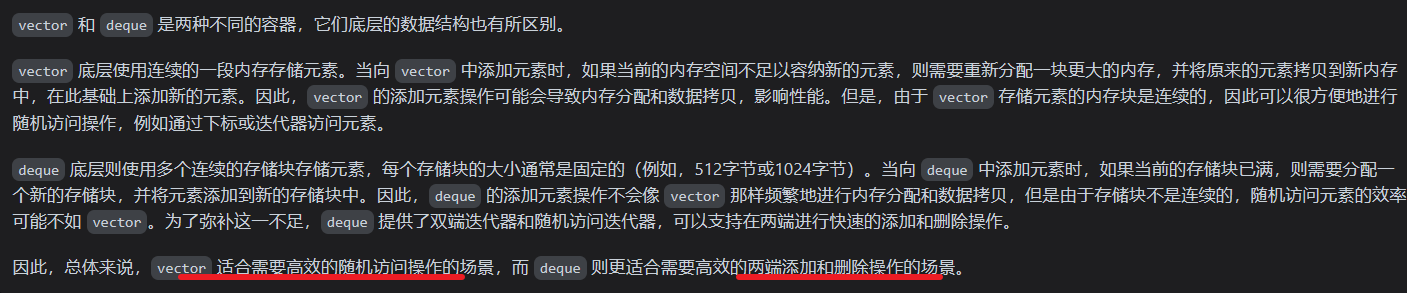 vector 和 deque 是两种不同的容器，它们底层的数据结构也有所区别。
vector 底层使用连续的一段内存存储元素。当向 vector 中添加元素时，如果当前的内存空间不足以容纳新的元素，则需要重新分配一块更大的内存，并将原来的元素拷贝到新内存
中，在此基础上添加新的元素。因此，vector 的添加元素操作可能会导致内存分配和数据拷贝，影响性能。但是，由于 vector 存储元素的内存块是连续的，因此可以很方便地进行
随机访问操作，例如通过下标或迭代器访问元素。
deque 底层则使用多个连续的存储块存储元素，每个存储块的大小通常是固定的（例如，512字节或1024字节）。当向 deque 中添加元素时，如果当前的存储块已满，则需要分配一
个新的存储块，并将元素添加到新的存储块中。因此，deque 的添加元素操作不会像 vector 那样频繁地进行内存分配和数据拷贝，但是由于存储块不是连续的，随机访问元素的效率
可能不如 vector。为了弥补这一不足，deque 提供了双端迭代器和随机访问迭代器，可以支持在两端进行快速的添加和删除操作。
因此，总体来说，vector 适合需要高效的随机访问操作的场景，而 deque 则更适合需要高效的两端添加和删除操作的场景。